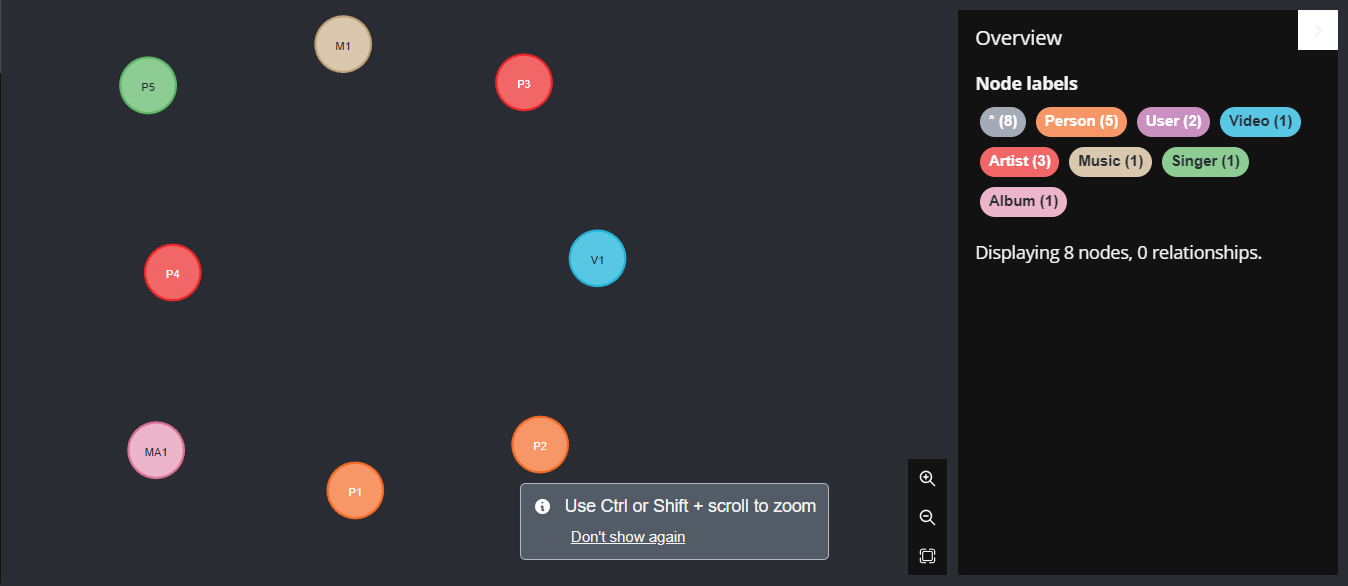 M1
P5
P3
P4
V1
MA1
P2
P1
Use Ctrl or Shift + scroll to zoom
Don't show again
Overview
Node labels
* (8) Person (5) User (2) Video (1)
Artist (3) Music (1) Singer (1)
Album (1)
Displaying 8 nodes, 0 relationships.